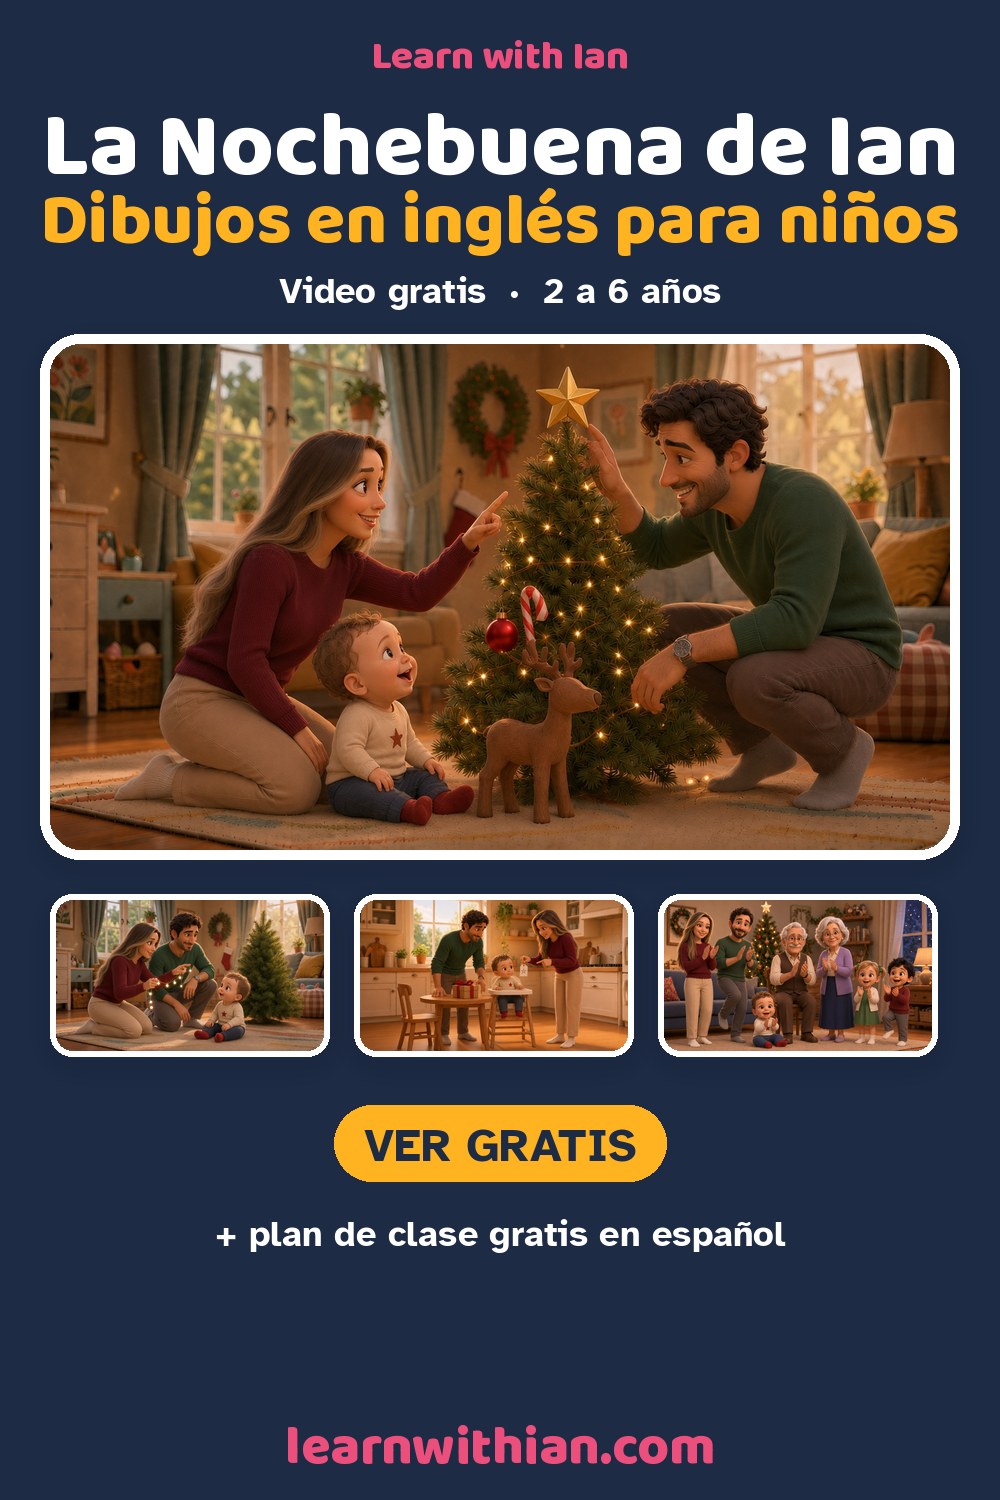 Learn with Ian
La Nochebuena de Ian
Dibujos en inglés para niños
Video gratis · 2 a 6 años
VER GRATIS
+ plan de clase gratis en español
learnwithian.com